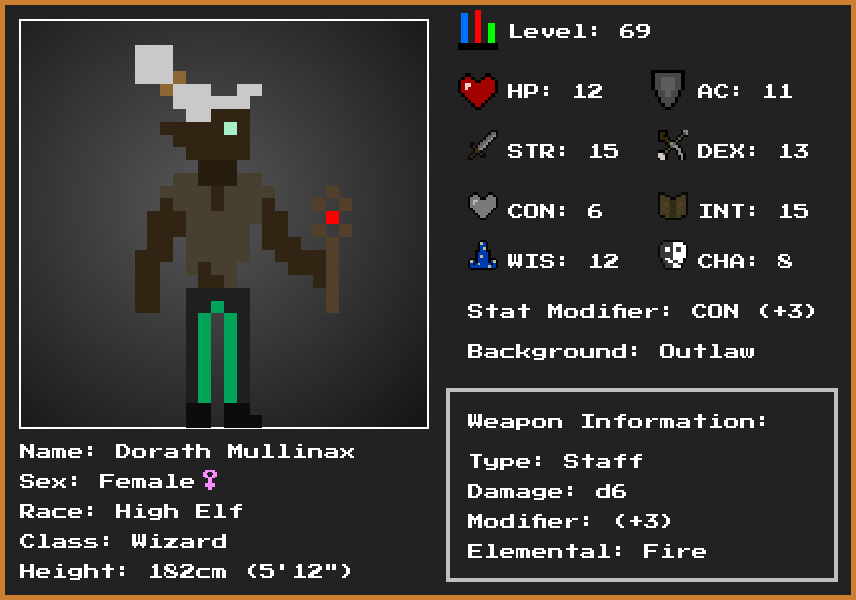 Level: 69
HP: 12
AC: 11
STR: 15
DEX: 13
CON: 6
INT: 15
WIS: 12
CHA: 8
Stat Modifier: CON (+3)
Background: Outlaw
Weapon Information:
Type: Staff
Damage: d6
Modifier: (+3)
Elemental: Fire
Name: Dorath Mullinax
Sex: Female♀
Race: High Elf
Class: Wizard
Height: 182cm (5'12")